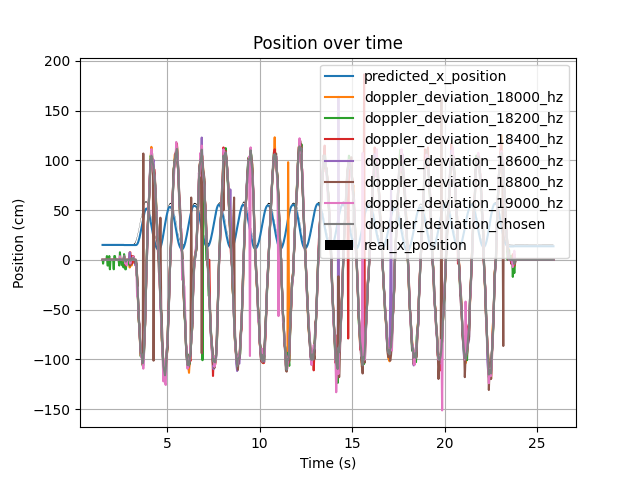 Position over time
200
150
100
50
0
−50
−100
−150
Position (cm)
predicted_x_position
doppler_deviation_18000_hz
doppler_deviation_18200_hz
doppler_deviation_18400_hz
doppler_deviation_18600_hz
doppler_deviation_18800_hz
doppler_deviation_19000_hz
doppler_deviation_chosen
real_x_position
5
10
15
20
25
Time (s)